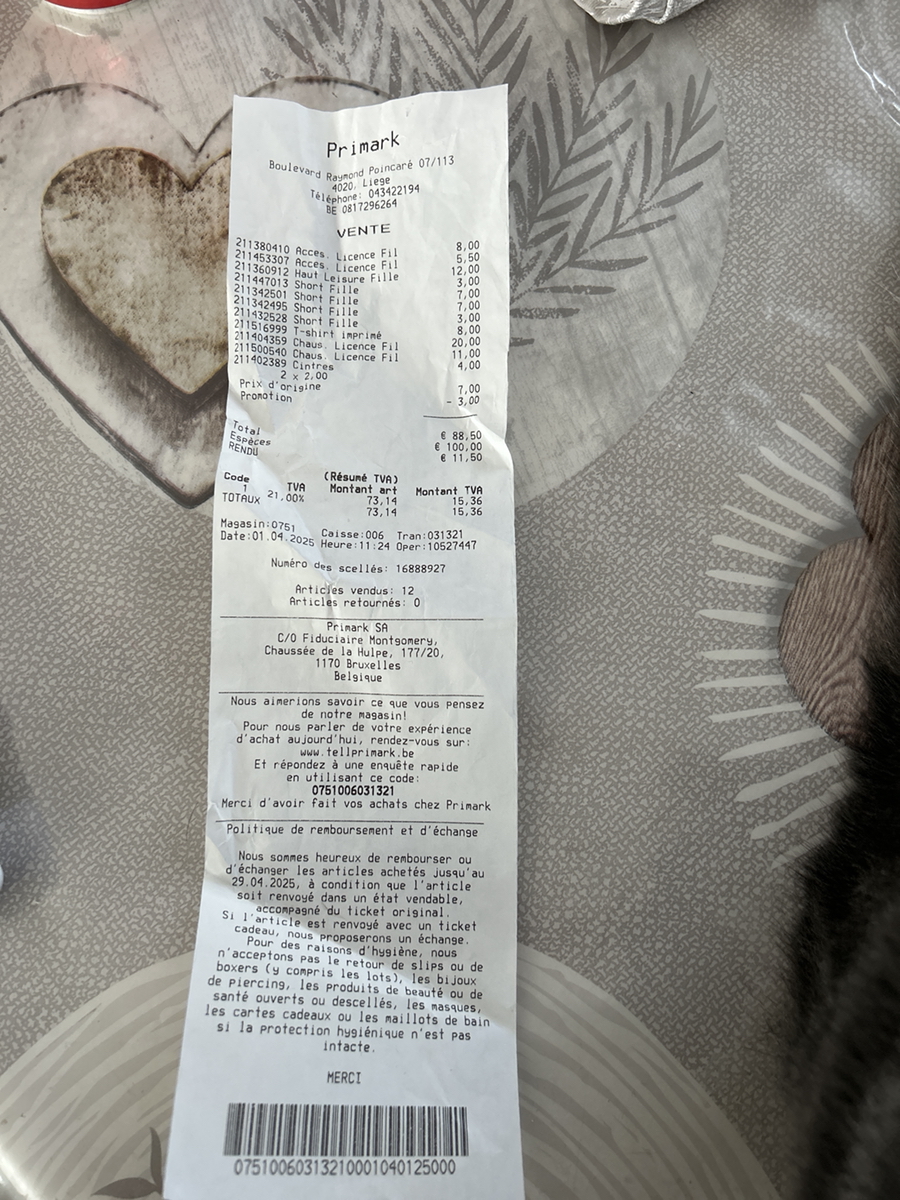 Primark
Boulevard Raymond Poincaré 07/113
4020, Liege
Téléphone: 043422194
BE 0817296264
VENTE
211380410 Acces. Licence Fil 8,00
211453307 Acces. Licence Fil 5,50
211360912 Haut Leisure Fille 12,00
211447013 Short Fille 3,00
211342501 Short Fille 7,00
211342495 Short Fille 7,00
211432528 Short Fille 3,00
211516999 T-shirt imprimé 8,00
211404359 Chaus. Licence Fil 20,00
211500540 Chaus. Licence Fil 11,00
211402389 Cintres 4,00
2 x 2,00
Prix d'origine 7,00
Promotion - 3,00
Total € 88,50
Espèces € 100,00
RENDU € 11,50
(Résumé TVA)
Code TVA Montant art Montant TVA
1 21,00% 73,14 15,36
TOTAUX 73,14 15,36
Magasin:0751 Caisse:006 Tran:031321
Date:01.04.2025 Heure:11:24 Oper:10527447
Numéro des scellés: 16888927
Articles vendus: 12
Articles retournés: 0
Primark SA
C/O Fiduciaire Montgomery,
Chaussée de la Hulpe, 177/20,
1170 Bruxelles
Belgique
Nous aimerions savoir ce que vous pensez
de notre magasin!
Pour nous parler de votre expérience
d'achat aujourd'hui, rendez-vous sur:
www.tellprimark.be
Et répondez à une enquête rapide
en utilisant ce code:
0751006031321
Merci d'avoir fait vos achats chez Primark
Politique de remboursement et d'échange
Nous sommes heureux de rembourser ou
d'échanger les articles achetés jusqu'au
29.04.2025, à condition que l'article
soit renvoyé dans un état vendable,
accompagné du ticket original.
Si l'article est renvoyé avec un ticket
cadeau, nous proposerons un échange.
Pour des raisons d'hygiène, nous
n'acceptons pas le retour de slips ou de
boxers (y compris les lots), les bijoux
de piercing, les produits de beauté ou de
santé ouverts ou descellés, les masques,
les cartes cadeaux ou les maillots de bain
si la protection hygiénique n'est pas
intacte.
MERCI
07510060313210001040125000